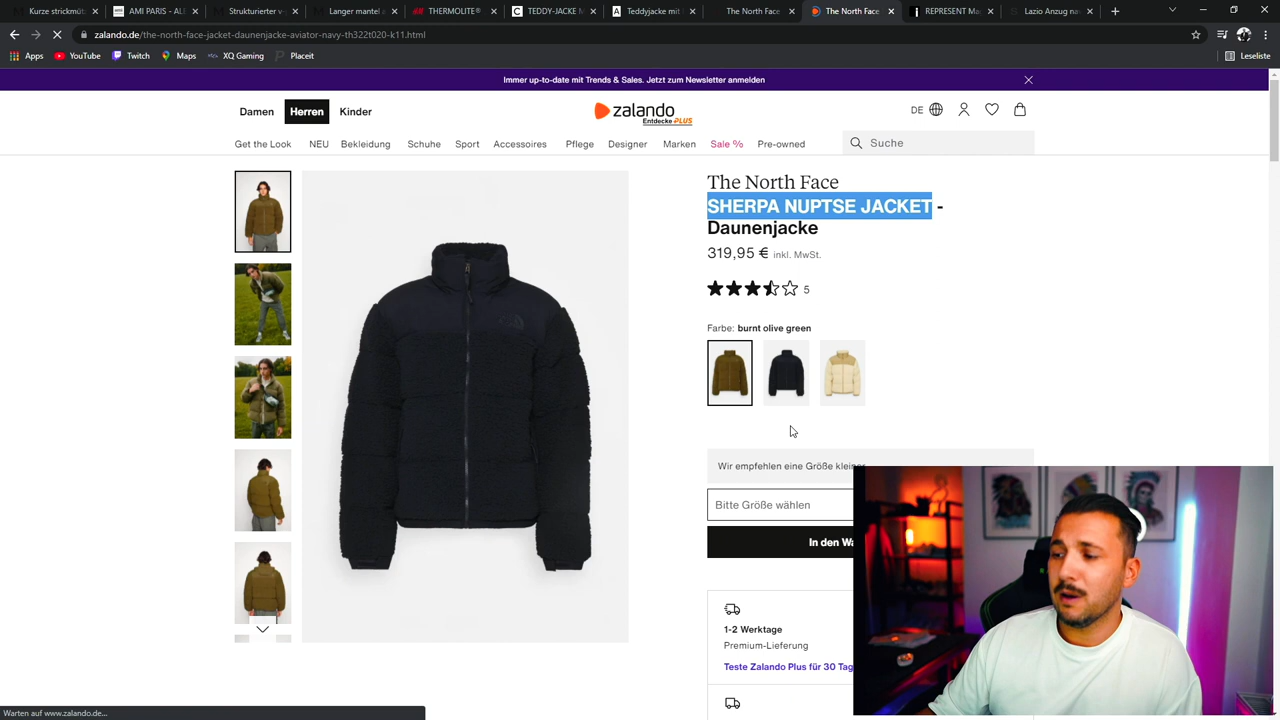 Kurze strickmüt
AMI PARIS - ALI
Strukturierter v
Langer mantel a
THERMOLITE®
TEDDYJACKE M
Teddyjacke mit
The North Face
The North Face
REPRESENT Ma
Lazio Anzug na
zalando.de/the-north-face-jacket-aviator-navy-th322t020-k11.html
Apps
YouTube
Twitch
Maps
XQ Gaming
Placeit
Leseliste
Immer up-to-date mit Trends & Sales. Jetzt zum Newsletter anmelden
Damen
Herren
Kinder
zalando
Entdecke PLUS
DE
Get the Look
NEU
Bekleidung
Schuhe
Sport
Accessoires
Pflege
Designer
Marken
Sale %
Pre-owned
Suche
The North Face
SHERPA NUPTSE JACKET -
Daunenjacke
319,95 € inkl. MwSt.
5
Farbe: burnt olive green
Wir empfehlen eine Größe kleiner
Bitte Größe wählen
In den Wa
1-2 Werktage
Premium-Lieferung
Teste Zalando Plus für 30 Tag
Warten auf www.zalando.de...